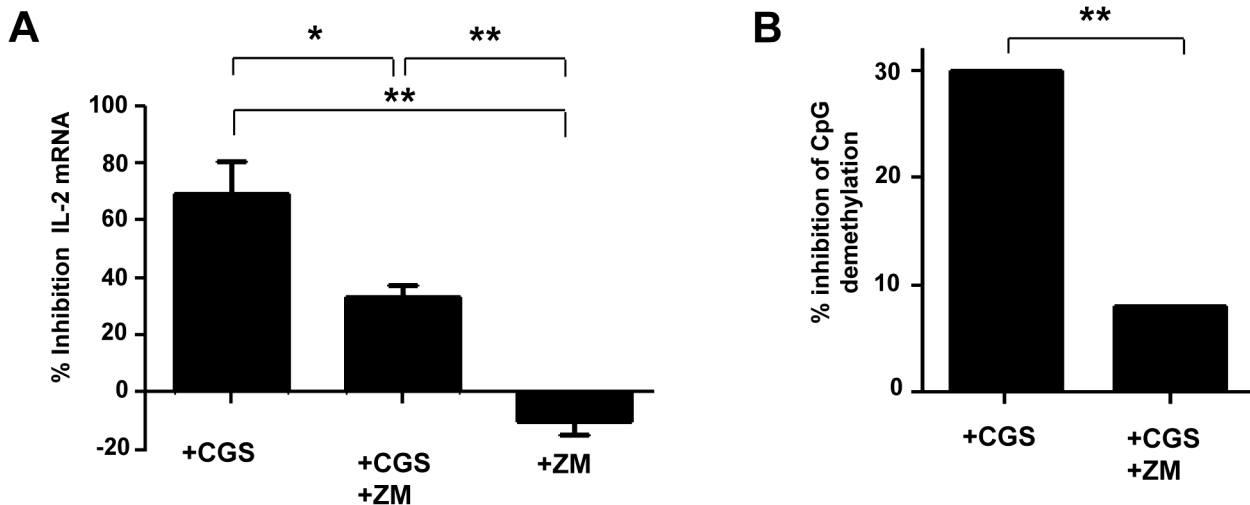 A
*
**
**
% Inhibition IL-2 mRNA
100
80
60
40
20
0
-20
+CGS
+CGS
+ZM
+ZM
B
**
% inhibition of CpG
demethylation
30
20
10
0
+CGS
+CGS
+ZM